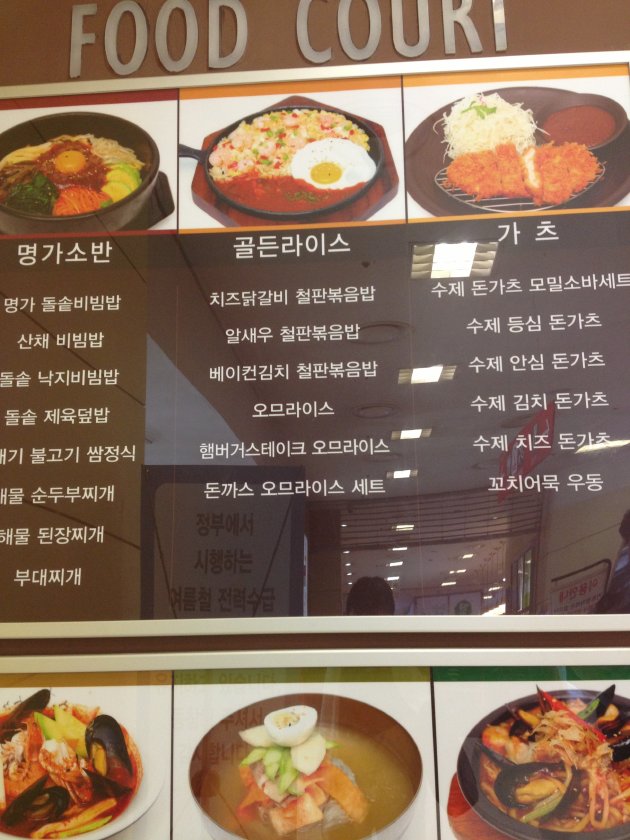 FOOD COURT
명가소반
명가 돌솥비빔밥
산채 비빔밥
돌솥 낙지비빔밥
돌솥 제육덮밥
불고기 쌈정식
해물 순두부찌개
해물 된장찌개
부대찌개
골든라이스
치즈닭갈비 철판볶음밥
알새우 철판볶음밥
베이컨김치 철판볶음밥
오므라이스
햄버거스테이크 오므라이스
돈까스 오므라이스 세트
가 츠
수제 돈가츠 모밀소바세트
수제 등심 돈가츠
수제 안심 돈가츠
수제 김치 돈가츠
수제 치즈 돈가츠
꼬치어묵 우동
정부에서
시행하는
여름철 전력수급